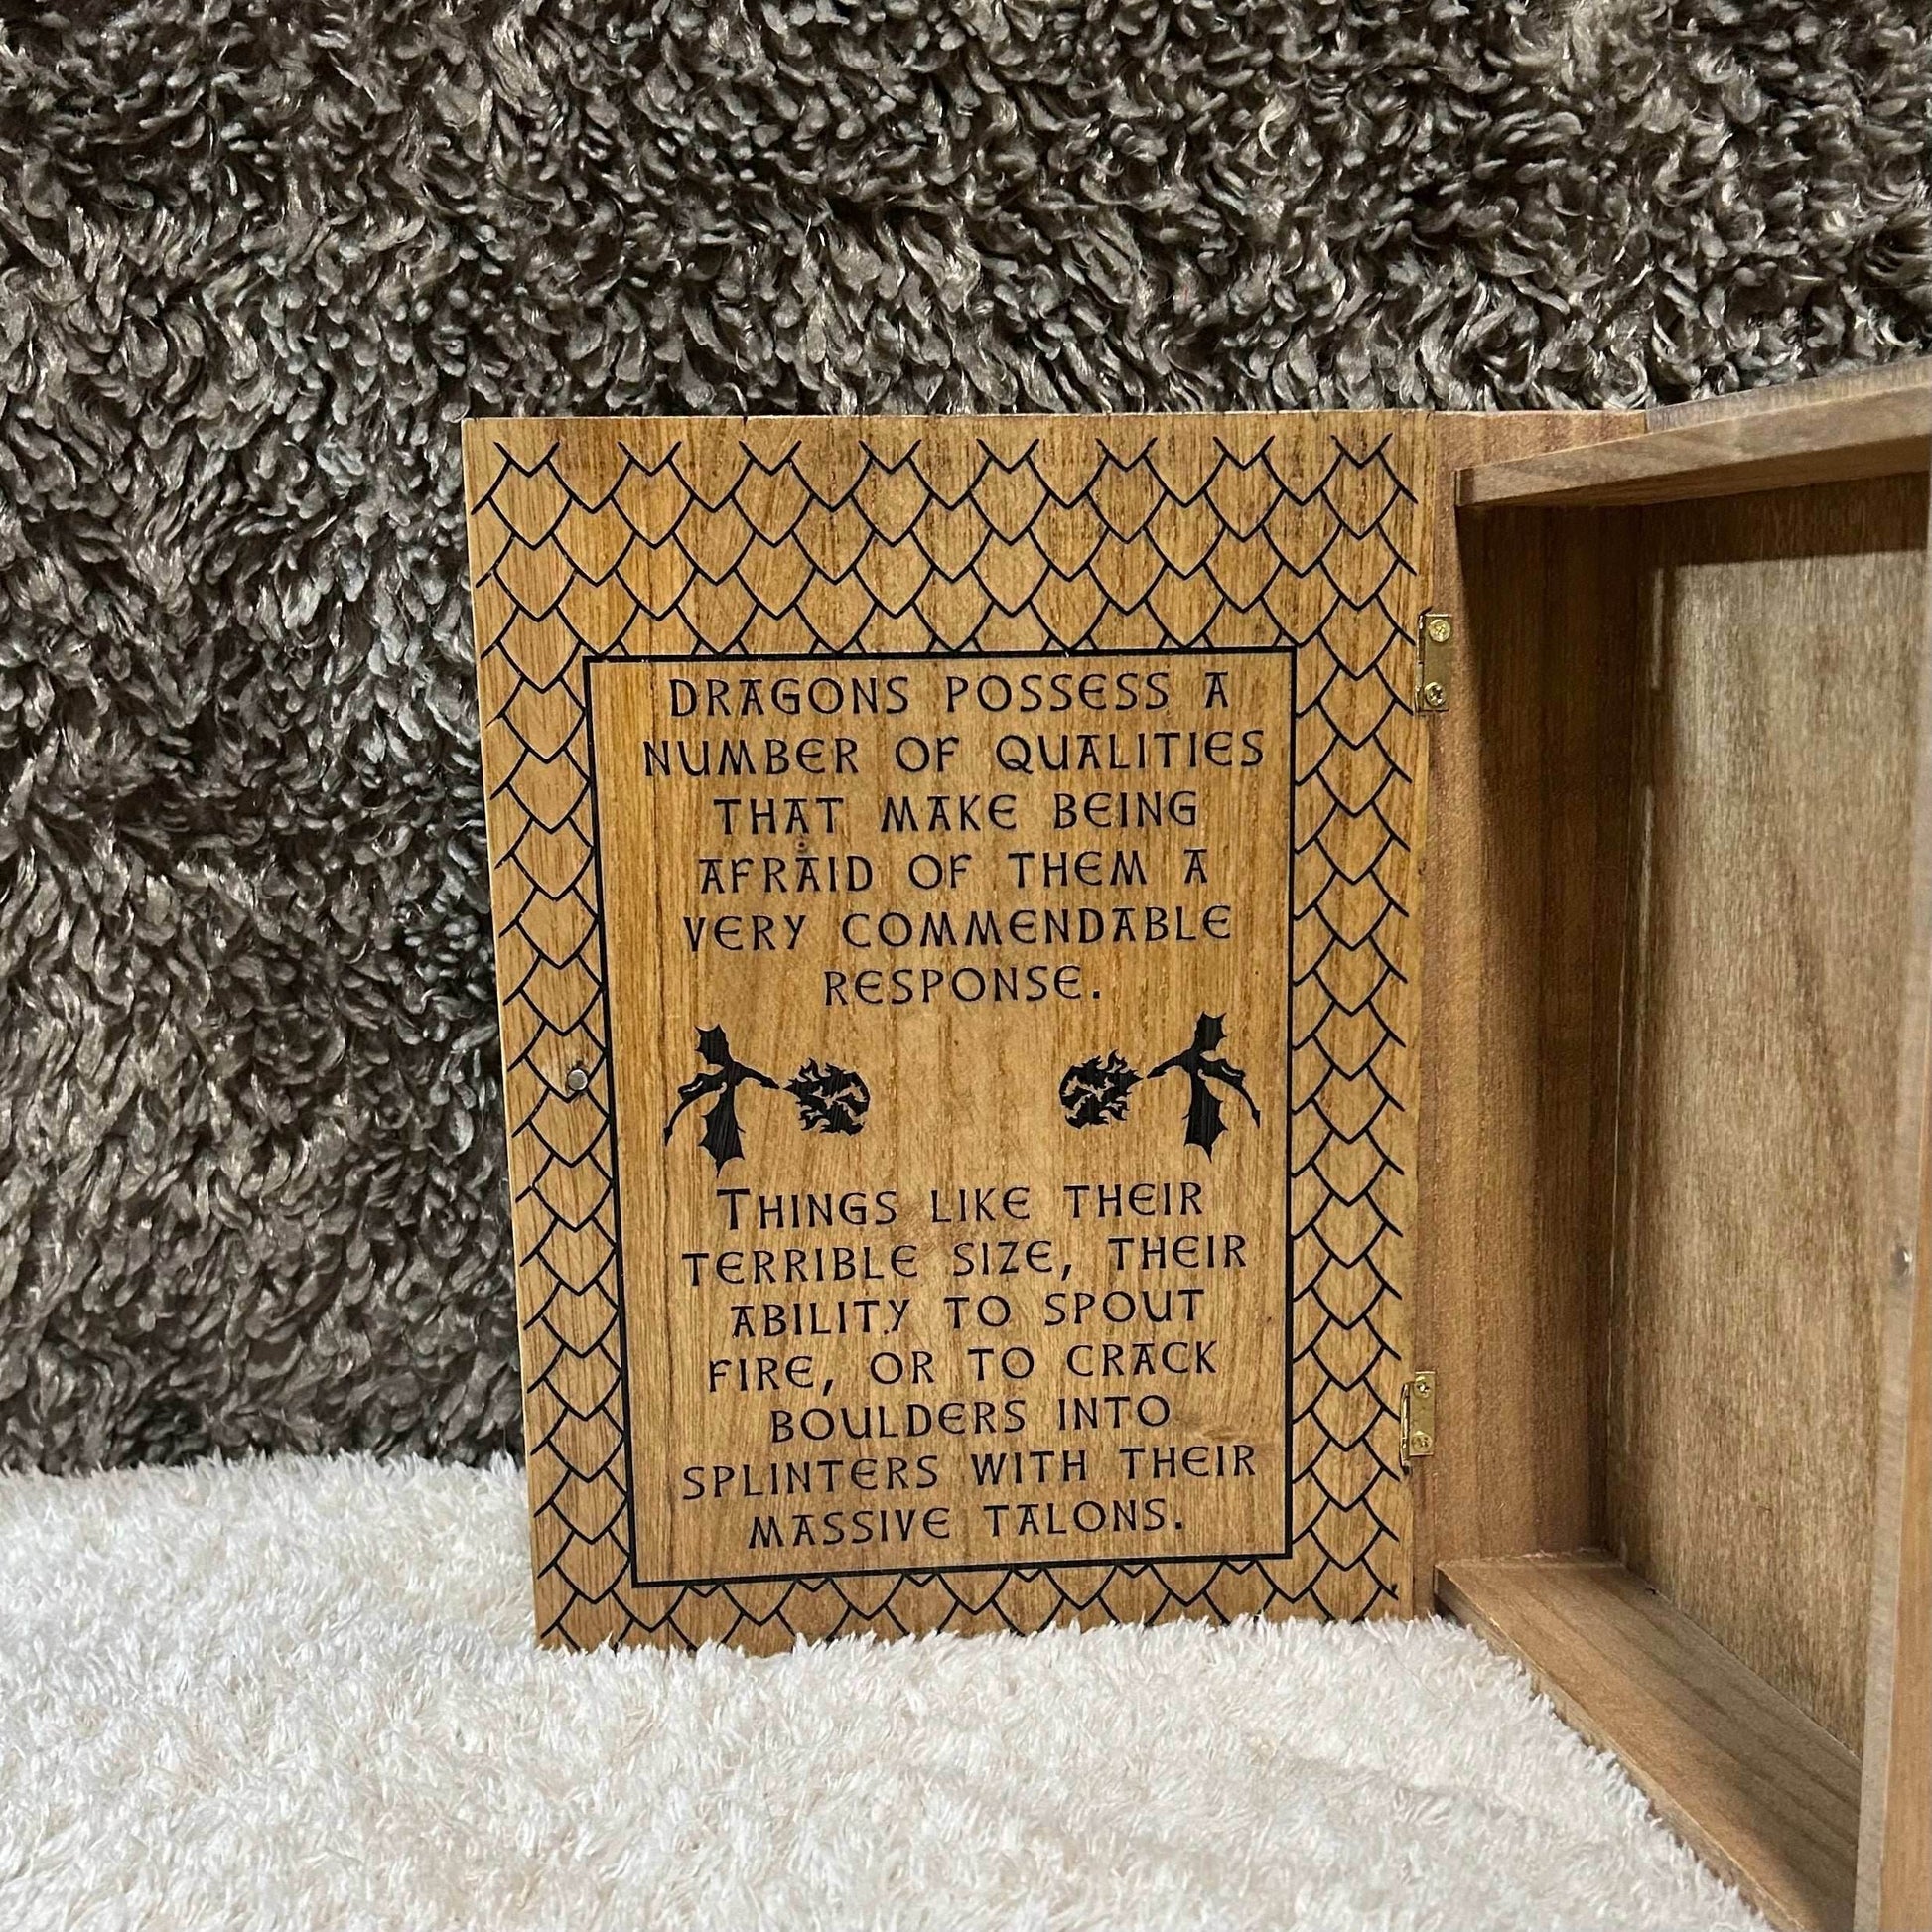 DRAGONS POSSESS A
NUMBER OF QUALITIES
THAT MAKE BEING
AFRAID OF THEM A
VERY COMMENDABLE
RESPONSE.
THINGS LIKE THEIR
TERRIBLE SIZE, THEIR
ABILITY TO SPOUT
FIRE, OR TO CRACK
BOULDERS INTO
SPLINTERS WITH THEIR
MASSIVE TALONS.